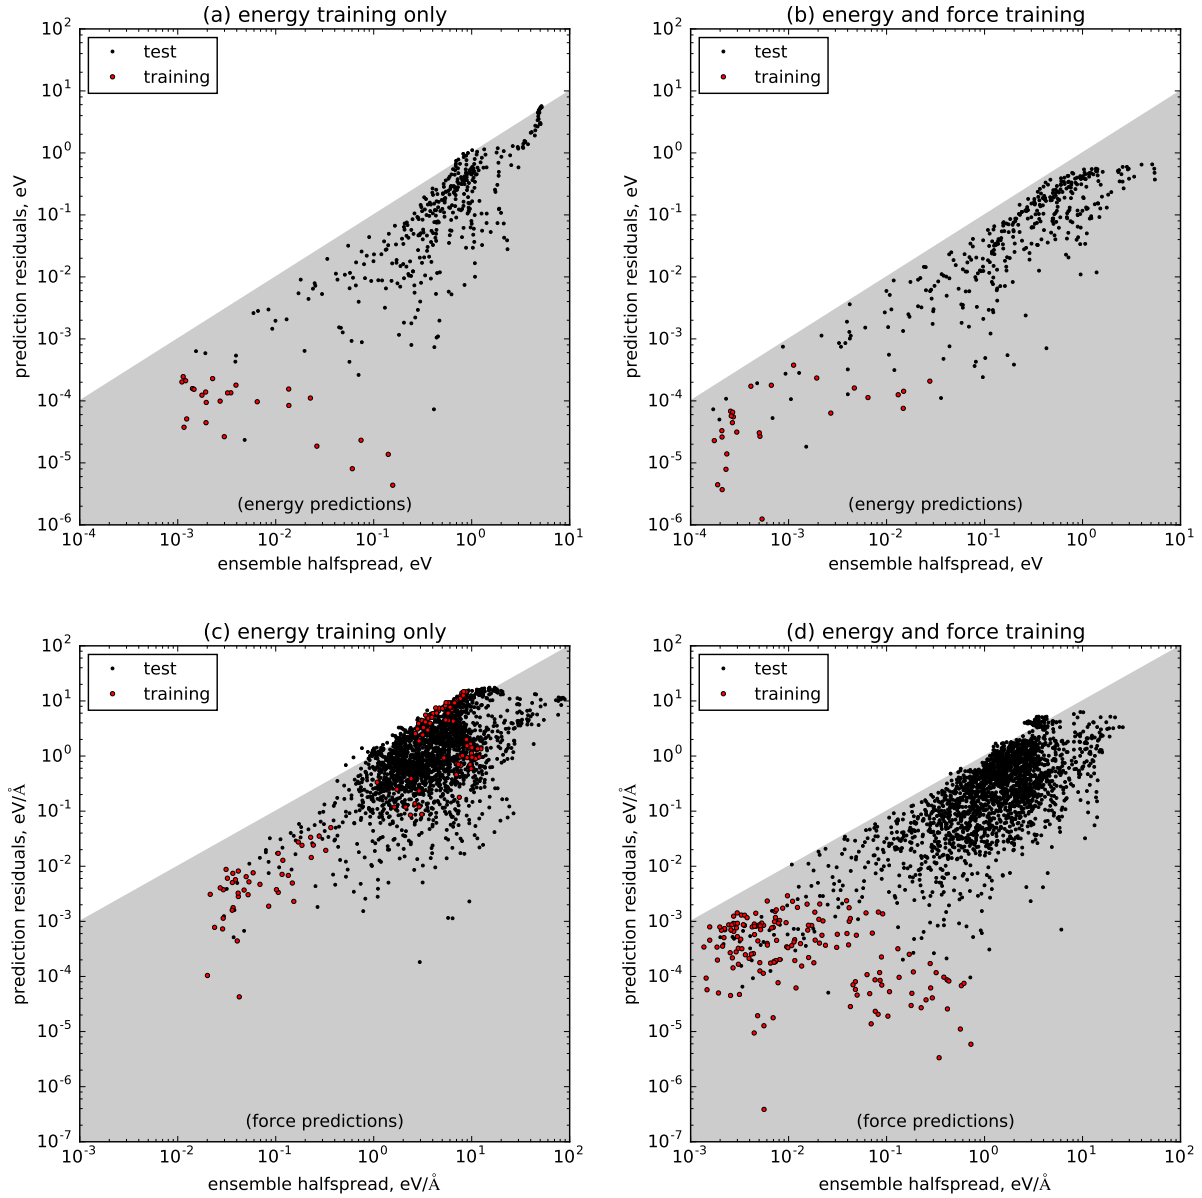 (a) energy training only
10^2
10^1
10^0
10^-1
10^-2
10^-3
10^-4
10^-5
10^-6
prediction residuals, eV
test
training
(energy predictions)
10^-4 10^-3 10^-2 10^-1 10^0 10^1
ensemble halfspread, eV
(b) energy and force training
10^2
10^1
10^0
10^-1
10^-2
10^-3
10^-4
10^-5
10^-6
prediction residuals, eV
test
training
(energy predictions)
10^-4 10^-3 10^-2 10^-1 10^0 10^1
ensemble halfspread, eV
(c) energy training only
10^2
10^1
10^0
10^-1
10^-2
10^-3
10^-4
10^-5
10^-6
10^-7
prediction residuals, eV/Å
test
training
(force predictions)
10^-3 10^-2 10^-1 10^0 10^1 10^2
ensemble halfspread, eV/Å
(d) energy and force training
10^2
10^1
10^0
10^-1
10^-2
10^-3
10^-4
10^-5
10^-6
10^-7
prediction residuals, eV/Å
test
training
(force predictions)
10^-3 10^-2 10^-1 10^0 10^1 10^2
ensemble halfspread, eV/Å